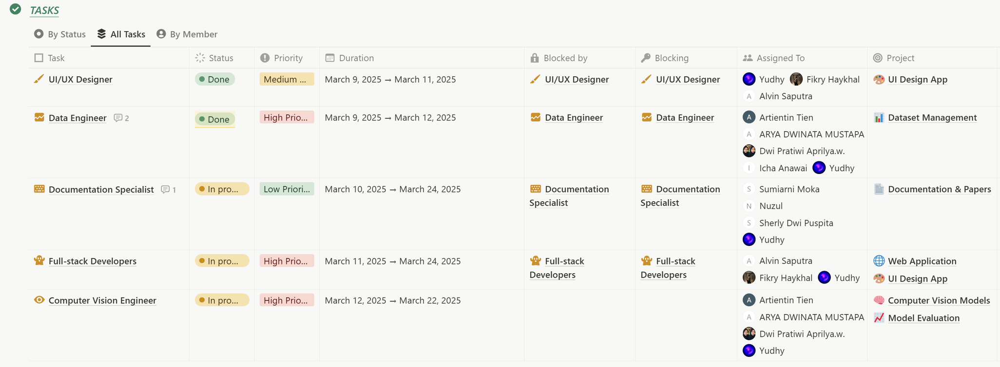 TASKS
By Status All Tasks By Member
Task Status Priority Duration Blocked by Blocking Assigned To Project
UI/UX Designer Done Medium ... March 9, 2025 → March 11, 2025 UI/UX Designer UI/UX Designer Yudhy Fikry Haykhal UI Design App
A Alvin Saputra
Data Engineer 2 Done High Prio... March 9, 2025 → March 12, 2025 Data Engineer Data Engineer A Artientin Tien Dataset Management
A ARYA DWINATA MUSTAPA
Dwi Pratiwi Aprilya.w.
I Icha Anawai Yudhy
Documentation Specialist 1 In pro... Low Priori... March 10, 2025 → March 24, 2025 Documentation Documentation S Sumiarni Moka Documentation & Papers
Specialist Specialist N Nuzul
S Sherly Dwi Puspita
Yudhy
Full-stack Developers In pro... High Prio... March 11, 2025 → March 24, 2025 Full-stack Full-stack A Alvin Saputra Web Application
Developers Developers Fikry Haykhal Yudhy UI Design App
Computer Vision Engineer In pro... High Prio... March 12, 2025 → March 22, 2025 A Artientin Tien Computer Vision Models
A ARYA DWINATA MUSTAPA Model Evaluation
Dwi Pratiwi Aprilya.w.
Yudhy